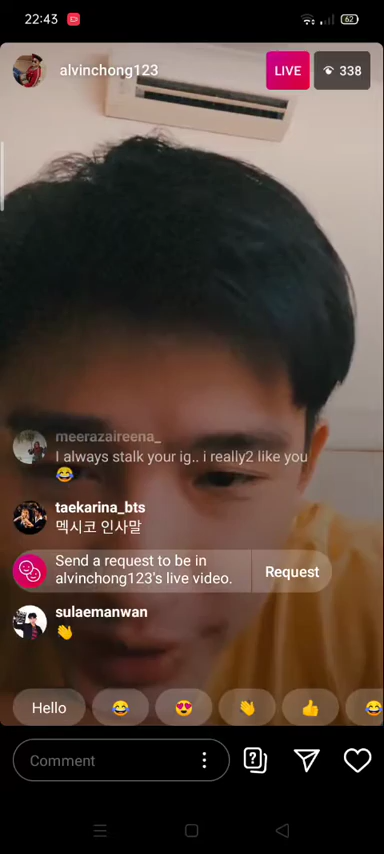 22:43
62
alvinchong123
LIVE
338
meerazaireena_
I always stalk your ig.. i really2 like you
😂
taekarina_bts
멕시코 인사말
Send a request to be in
alvinchong123's live video.
Request
sulaemanwan
👋
Hello 😂 😍 👋 👍 😂
Comment